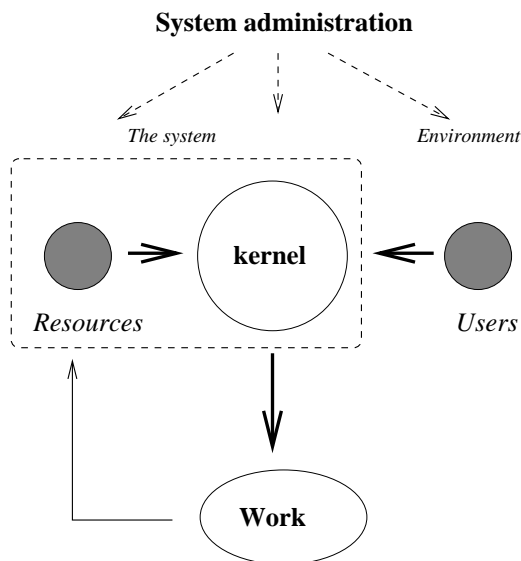 System administration
The system
Environment
kernel
Resources
Users
Work